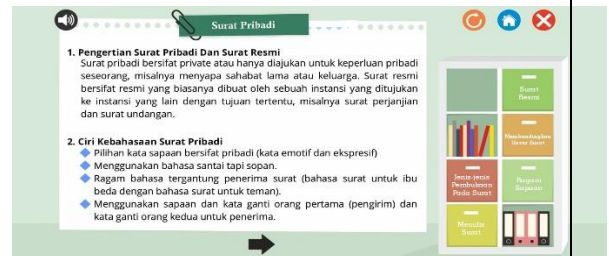 Surat Pribadi
1. Pengertian Surat Pribadi Dan Surat Resmi
Surat pribadi bersifat private atau hanya diajukan untuk keperluan pribadi
seseorang, misalnya menyapa sahabat lama atau keluarga. Surat resmi
bersifat resmi yang biasanya dibuat oleh sebuah instansi yang ditujukan
ke instansi yang lain dengan tujuan tertentu, misalnya surat perjanjian
dan surat undangan.
2. Ciri Kebahasaan Surat Pribadi
Pilihan kata sapaan bersifat pribadi (kata emotif dan ekspresif)
Menggunakan bahasa santai tapi sopan.
Ragam bahasa tergantung penerima surat (bahasa surat untuk ibu
beda dengan bahasa surat untuk teman).
Menggunakan sapaan dan kata ganti orang pertama (pengirim) dan
kata ganti orang kedua untuk penerima.
Surat
Resmi
Membandingkan
Unsur Surat
Jenis-jenis
Pembukaan
Pada Surat
Ragam
Sapaan
Menulis
Surat